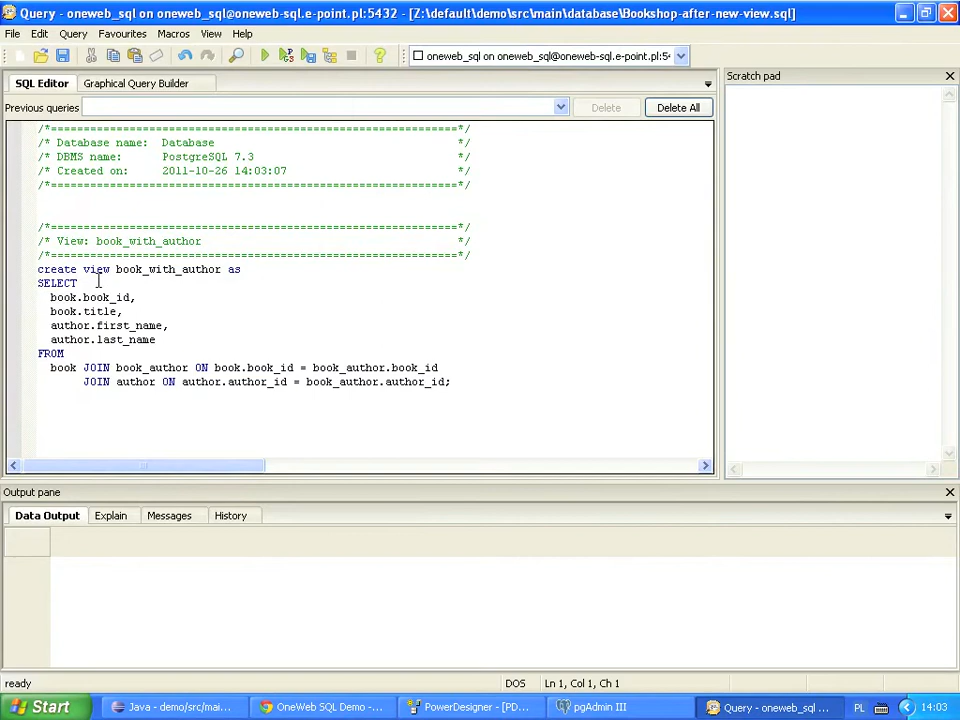 Query - oneweb_sql on oneweb_sql@oneweb-sql.e-point.pl:5432 - [Z:\default\demo\src\main\database\Bookshop-after-new-view.sql]
File Edit Query Favourites Macros View Help
oneweb_sql on oneweb_sql@oneweb-sql.e-point.pl:5
SQL Editor Graphical Query Builder
Scratch pad
Previous queries Delete Delete All
/*==============================================================*/
/* Database name:  Database                                     */
/* DBMS name:      PostgreSQL 7.3                               */
/* Created on:     2011-10-26 14:03:07                          */
/*==============================================================*/
/*==============================================================*/
/* View: book_with_author                                       */
/*==============================================================*/
create view book_with_author as
SELECT
book.book_id,
book.title,
author.first_name,
author.last_name
FROM
book JOIN book_author ON book.book_id = book_author.book_id
JOIN author ON author.author_id = book_author.author_id;
Output pane
Data Output Explain Messages History
ready DOS Ln 1, Col 1, Ch 1
Start Java - demo/src/mai... OneWeb SQL Demo - ... PowerDesigner - [PD... pgAdmin III Query - oneweb_sq ... PL 14:03